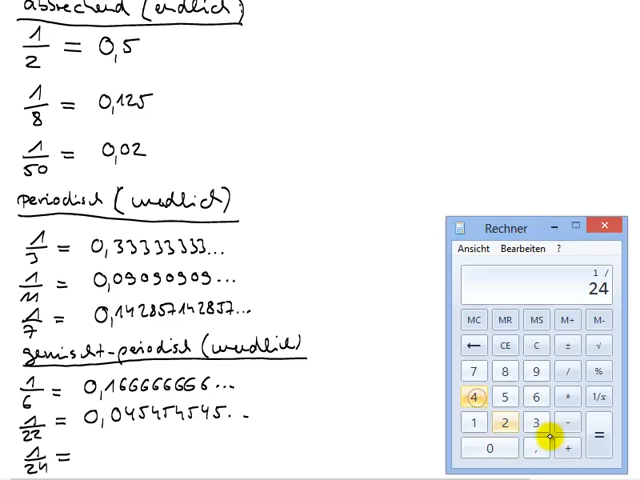 abbrechend (endlich)
1/2 = 0,5
1/8 = 0,125
1/50 = 0,02
periodisch (unendlich)
1/3 = 0,33333333...
1/11 = 0,09090909...
1/7 = 0,142857142857...
gemischt-periodisch (unendlich)
1/6 = 0,166666666...
1/22 = 0,045454545...
1/24 =
Rechner
Ansicht Bearbeiten ?
1 /
24
MC MR MS M+ M-
← CE C ± √
7 8 9 / %
4 5 6 * 1/x
1 2 3 - =
0 , +